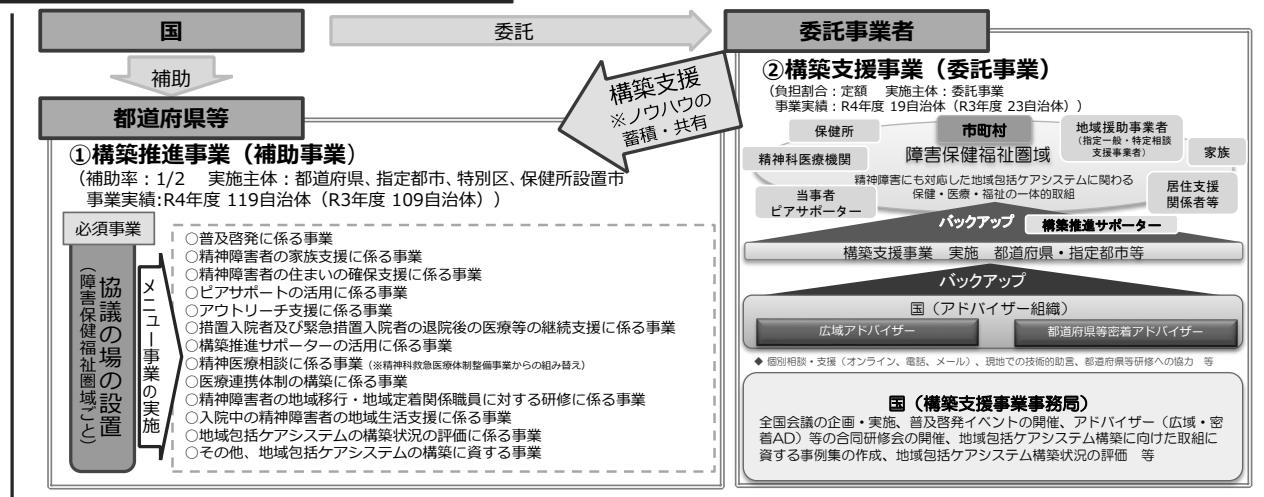 国
委託
委託事業者
補助
都道府県等
構築支援
※ノウハウの
蓄積・共有
①構築推進事業（補助事業）
（補助率：1/2　実施主体：都道府県、指定都市、特別区、保健所設置市
事業実績:R4年度 119自治体（R3年度 109自治体））
必須事業
協議の場の設置
（障害保健福祉圏域ごと）
メニュー事業の実施
○普及啓発に係る事業
○精神障害者の家族支援に係る事業
○精神障害者の住まいの確保支援に係る事業
○ピアサポートの活用に係る事業
○アウトリーチ支援に係る事業
○措置入院者及び緊急措置入院者の退院後の医療等の継続支援に係る事業
○構築推進サポーターの活用に係る事業
○精神医療相談に係る事業（※精神科救急医療体制整備事業からの組み替え）
○医療連携体制の構築に係る事業
○精神障害者の地域移行・地域定着関係職員に対する研修に係る事業
○入院中の精神障害者の地域生活支援に係る事業
○地域包括ケアシステムの構築状況の評価に係る事業
○その他、地域包括ケアシステムの構築に資する事業
②構築支援事業（委託事業）
（負担割合：定額　実施主体：委託事業
事業実績：R4年度 19自治体（R3年度 23自治体））
保健所
市町村
地域援助事業者
（指定一般・特定相談
支援事業者）
精神科医療機関
障害保健福祉圏域
家族
精神障害にも対応した地域包括ケアシステムに関わる
保健・医療・福祉の一体的取組
当事者
ピアサポーター
居住支援
関係者等
バックアップ
構築推進サポーター
構築支援事業　実施　都道府県・指定都市等
バックアップ
国（アドバイザー組織）
広域アドバイザー
都道府県等密着アドバイザー
◆ 個別相談・支援（オンライン、電話、メール）、現地での技術的助言、都道府県等研修への協力　等
国（構築支援事業事務局）
全国会議の企画・実施、普及啓発イベントの開催、アドバイザー（広域・密
着AD）等の合同研修会の開催、地域包括ケアシステム構築に向けた取組に
資する事例集の作成、地域包括ケアシステム構築状況の評価　等